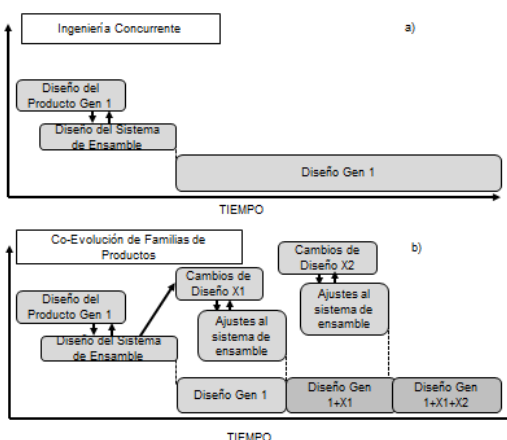 Ingeniería Concurrente
a)
Diseño del
Producto Gen 1
Diseño del Sistema
de Ensamble
Diseño Gen 1
TIEMPO
Co-Evolución de Familias de
Productos
b)
Cambios de
Diseño X2
Cambios de
Diseño X1
Diseño del
Producto Gen 1
Ajustes al
sistema de
ensamble
Ajustes al
sistema de
ensamble
Diseño del Sistema
de Ensamble
Diseño Gen 1
Diseño Gen
1+X1
Diseño Gen
1+X1+X2
TIEMPO